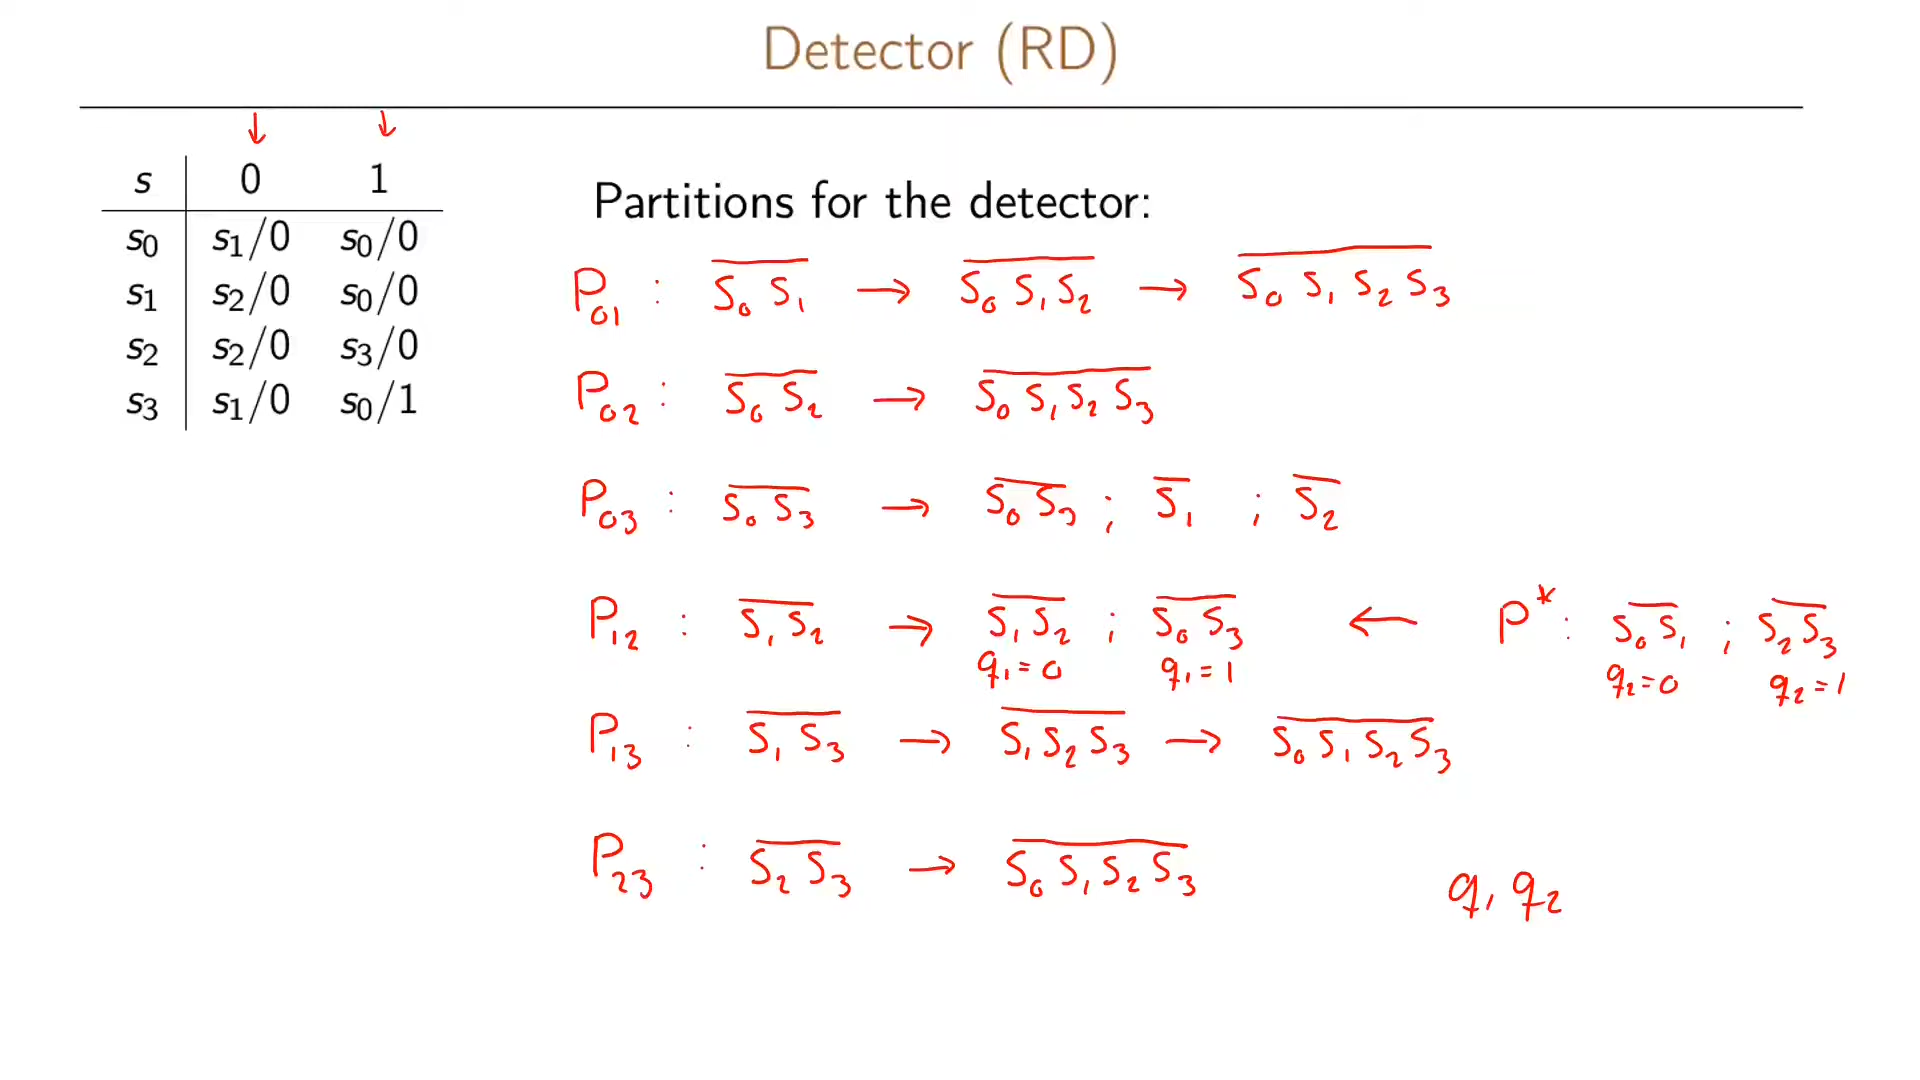 Detector (RD)
↓ ↓
s 0 1
s₀ s₁/0 s₀/0
s₁ s₂/0 s₀/0
s₂ s₂/0 s₃/0
s₃ s₁/0 s₀/1
Partitions for the detector:
P₀₁ : S₀ S₁ → S₀ S₁ S₂ → S₀ S₁ S₂ S₃
P₀₂ : S₀ S₂ → S₀ S₁ S₂ S₃
P₀₃ : S₀ S₃ → S₀ S₃ ; S₁ ; S₂
P₁₂ : S₁ S₂ → S₁ S₂ ; S₀ S₃ ← P* : S₀ S₁ ; S₂ S₃
q₁ = 0 q₁ = 1 q₂ = 0 q₂ = 1
P₁₃ : S₁ S₃ → S₁ S₂ S₃ → S₀ S₁ S₂ S₃
P₂₃ : S₂ S₃ → S₀ S₁ S₂ S₃
q₁ q₂